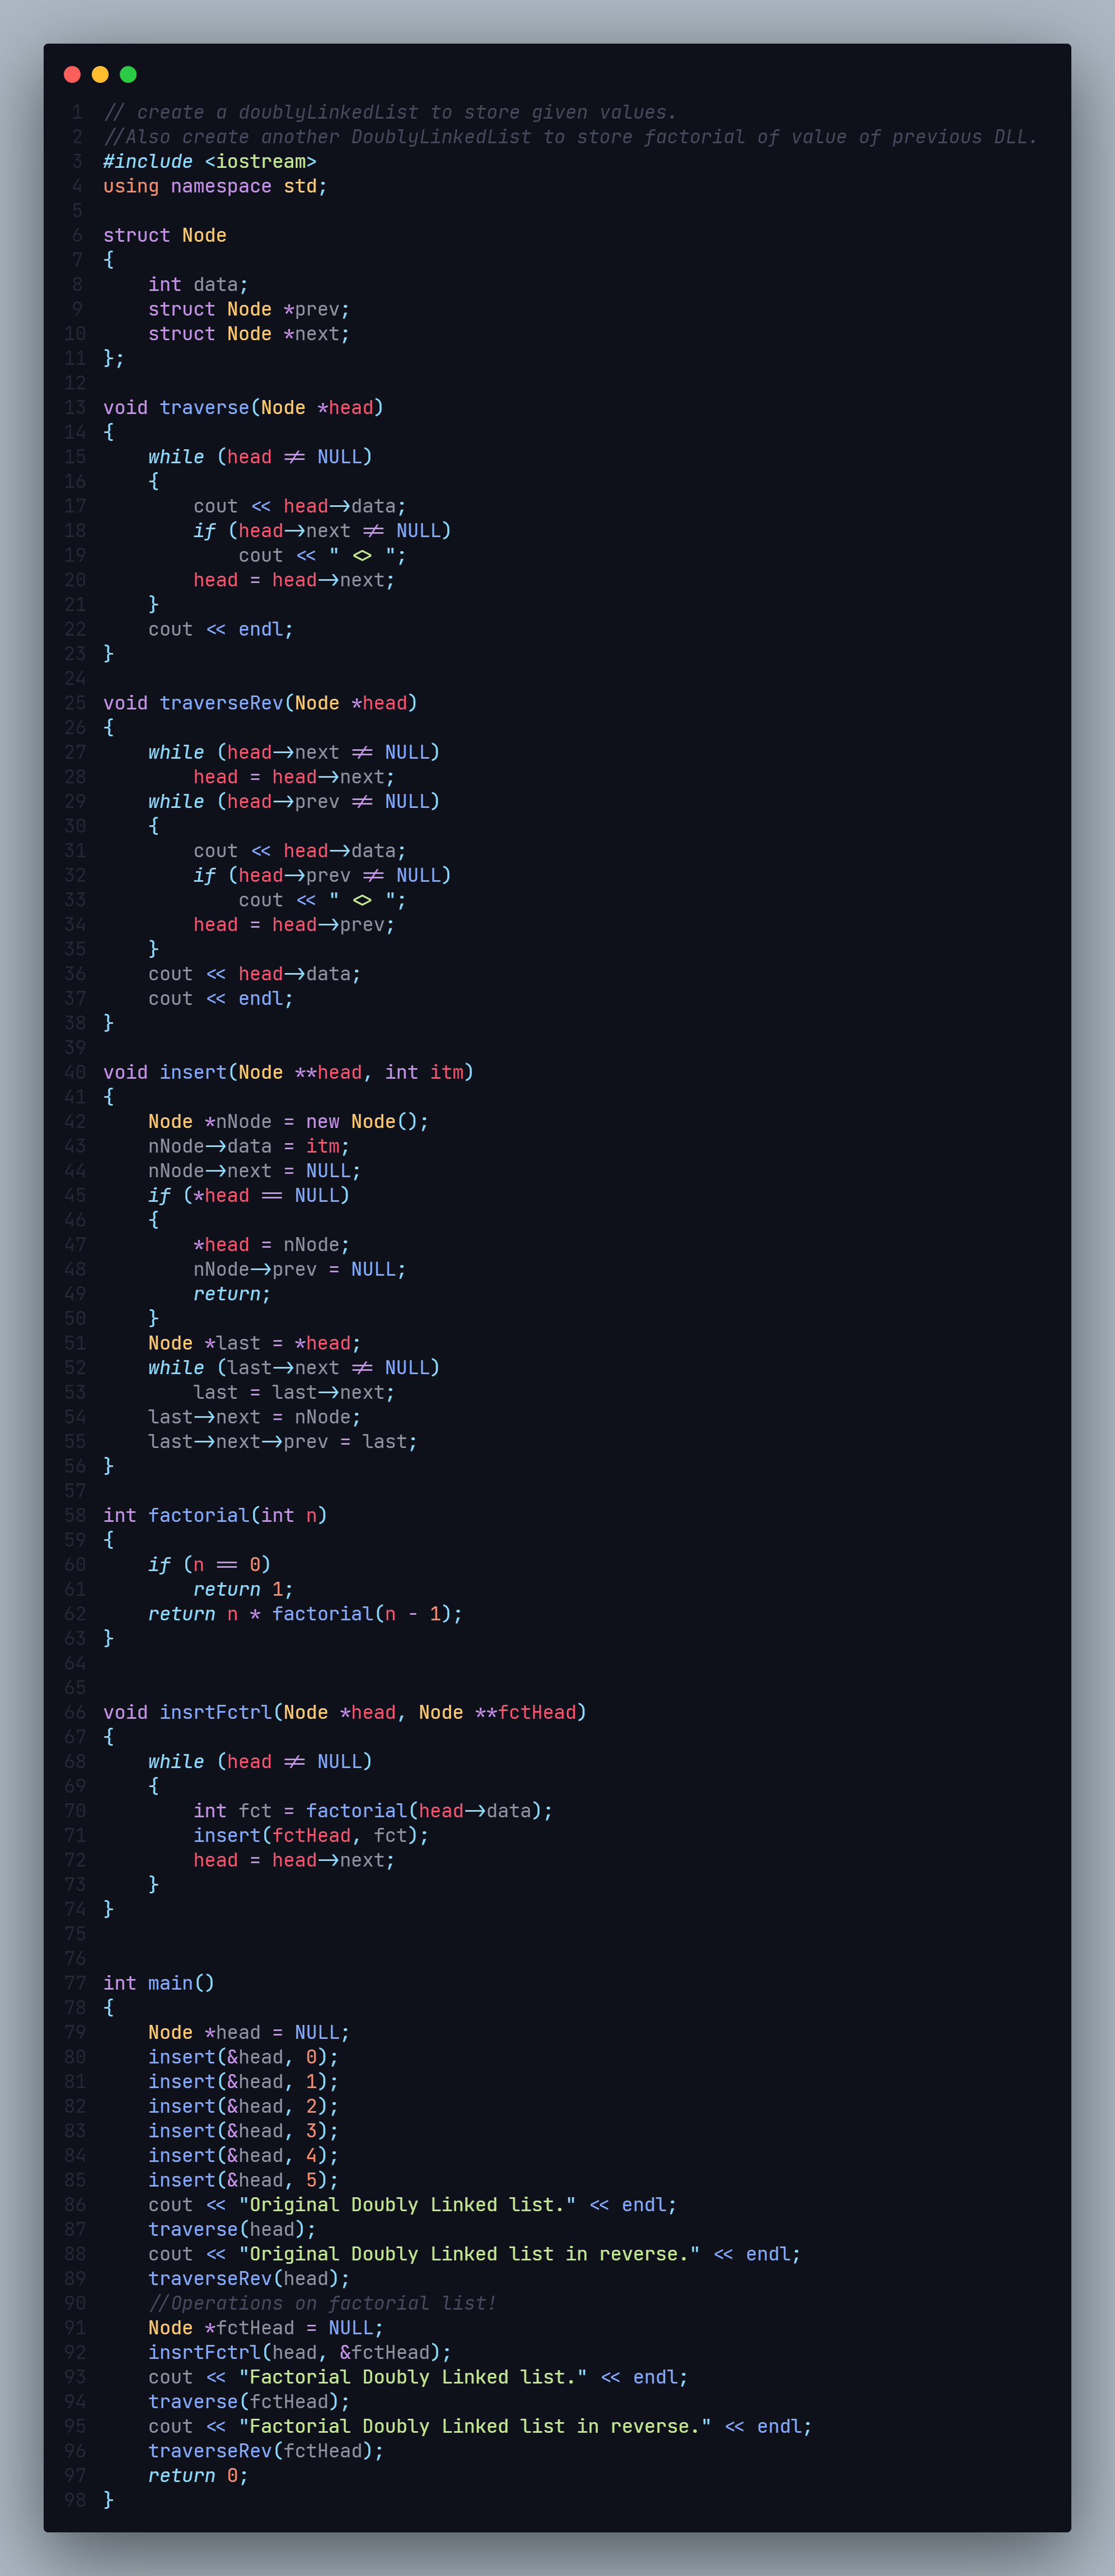 1 // create a doublyLinkedList to store given values.
2 //Also create another DoublyLinkedList to store factorial of value of previous DLL.
3 #include <iostream>
4 using namespace std;
5
6 struct Node
7 {
8     int data;
9     struct Node *prev;
10     struct Node *next;
11 };
12
13 void traverse(Node *head)
14 {
15     while (head != NULL)
16     {
17         cout << head->data;
18         if (head->next != NULL)
19             cout << " <> ";
20         head = head->next;
21     }
22     cout << endl;
23 }
24
25 void traverseRev(Node *head)
26 {
27     while (head->next != NULL)
28         head = head->next;
29     while (head->prev != NULL)
30     {
31         cout << head->data;
32         if (head->prev != NULL)
33             cout << " <> ";
34         head = head->prev;
35     }
36     cout << head->data;
37     cout << endl;
38 }
39
40 void insert(Node **head, int itm)
41 {
42     Node *nNode = new Node();
43     nNode->data = itm;
44     nNode->next = NULL;
45     if (*head == NULL)
46     {
47         *head = nNode;
48         nNode->prev = NULL;
49         return;
50     }
51     Node *last = *head;
52     while (last->next != NULL)
53         last = last->next;
54     last->next = nNode;
55     last->next->prev = last;
56 }
57
58 int factorial(int n)
59 {
60     if (n == 0)
61         return 1;
62     return n * factorial(n - 1);
63 }
64
65
66 void insrtFctrl(Node *head, Node **fctHead)
67 {
68     while (head != NULL)
69     {
70         int fct = factorial(head->data);
71         insert(fctHead, fct);
72         head = head->next;
73     }
74 }
75
76
77 int main()
78 {
79     Node *head = NULL;
80     insert(&head, 0);
81     insert(&head, 1);
82     insert(&head, 2);
83     insert(&head, 3);
84     insert(&head, 4);
85     insert(&head, 5);
86     cout << "Original Doubly Linked list." << endl;
87     traverse(head);
88     cout << "Original Doubly Linked list in reverse." << endl;
89     traverseRev(head);
90     //Operations on factorial list!
91     Node *fctHead = NULL;
92     insrtFctrl(head, &fctHead);
93     cout << "Factorial Doubly Linked list." << endl;
94     traverse(fctHead);
95     cout << "Factorial Doubly Linked list in reverse." << endl;
96     traverseRev(fctHead);
97     return 0;
98 }